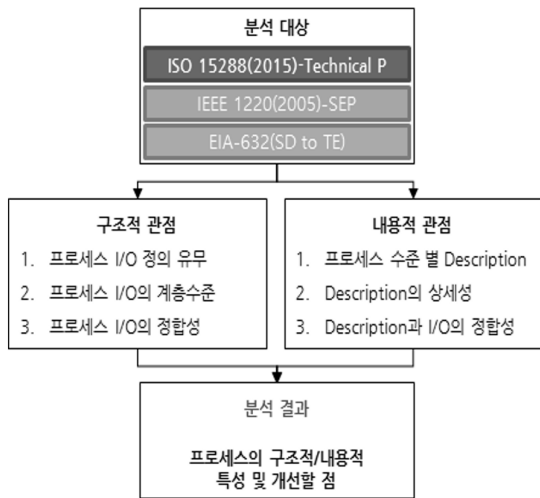 분석 대상
ISO 15288(2015)-Technical P
IEEE 1220(2005)-SEP
EIA-632(SD to TE)
구조적 관점
1. 프로세스 I/O 정의 유무
2. 프로세스 I/O의 계층수준
3. 프로세스 I/O의 정합성
내용적 관점
1. 프로세스 수준 별 Description
2. Description의 상세성
3. Description과 I/O의 정합성
분석 결과
프로세스의 구조적/내용적
특성 및 개선할 점